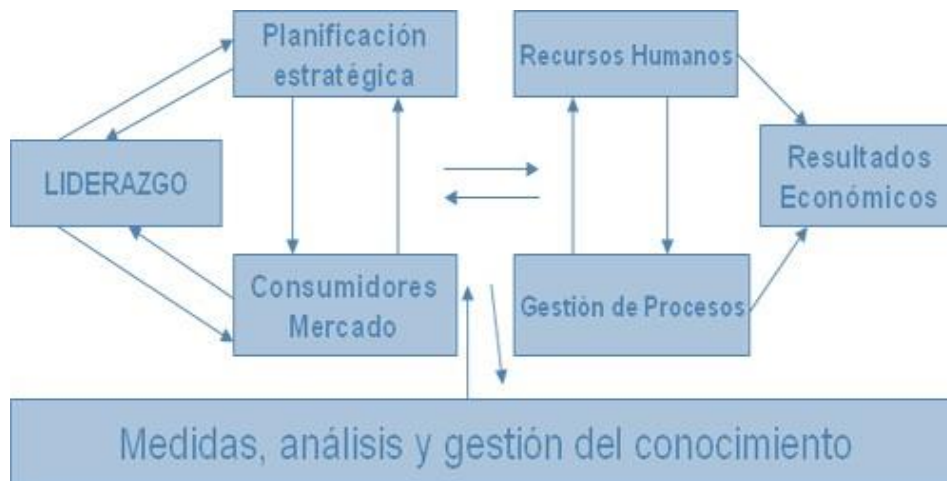 Planificación
estratégica
Recursos Humanos
LIDERAZGO
Resultados
Económicos
Consumidores
Mercado
Gestión de Procesos
Medidas, análisis y gestión del conocimiento